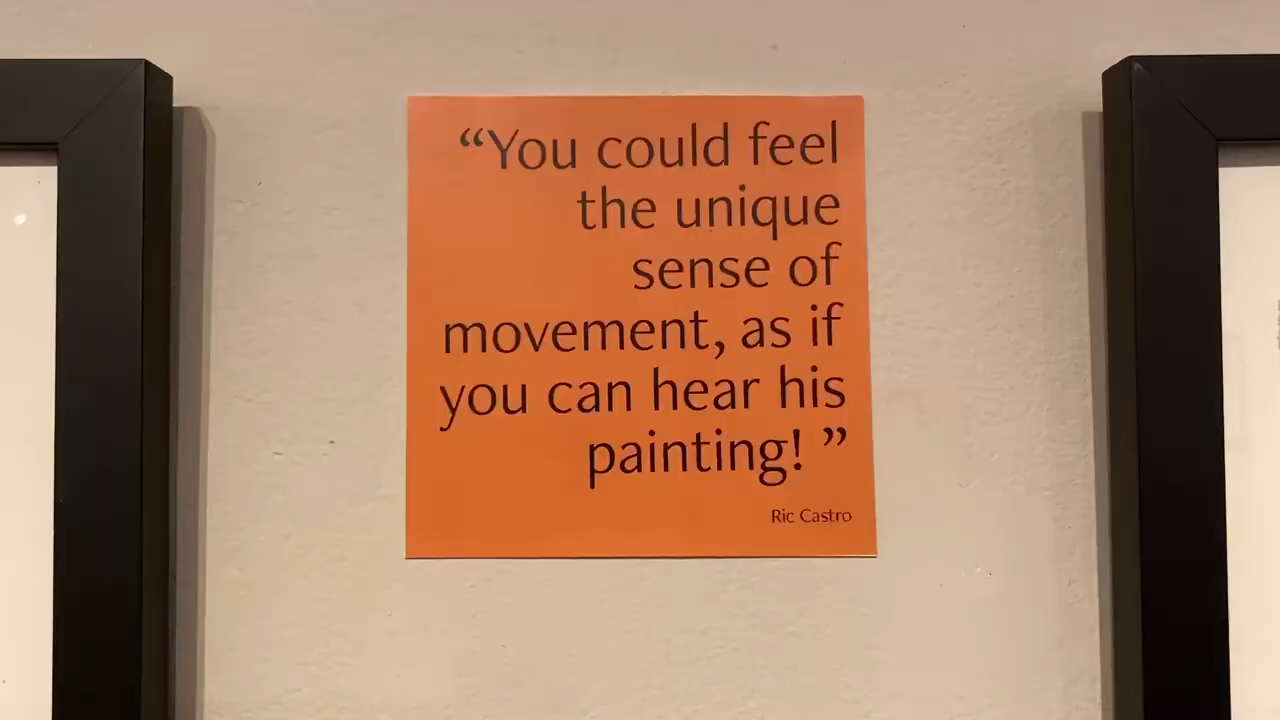 “You could feel
the unique
sense of
movement, as if
you can hear his
painting! ”
Ric Castro